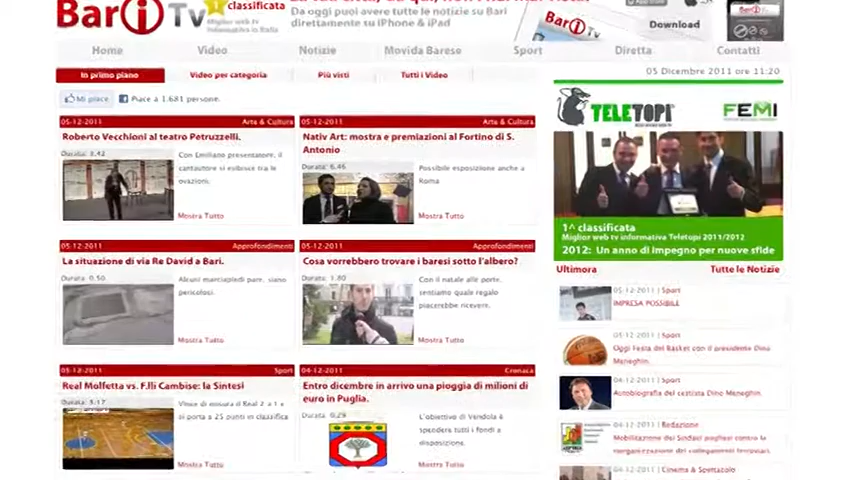 Bari Tv
classificata
Miglior web tv
informativa in Italia
Da oggi puoi avere tutte le notizie su Bari
direttamente su iPhone & iPad
Bari Tv
Download
Home Video Notizie Movida Barese Sport Diretta Contatti
In primo piano Video per categoria Più visti Tutti i Video
05 Dicembre 2011 ore 11:20
Mi piace Piace a 1.681 persone.
05-12-2011 Arte & Cultura
Roberto Vecchioni al teatro Petruzzelli.
Durata: 3.42
Con Emiliano presentatore, il
cantautore si esibisce tra le
ovazioni.
Mostra Tutto
Arte & Cultura
Nativ Art: mostra e premiazioni al Fortino di S.
Antonio
Durata: 6.46
Possibile esposizione anche a
Roma
Mostra Tutto
05-12-2011 Approfondimenti
La situazione di via Re David a Bari.
Durata: 0.50
Alcuni marciapiedi pare, siano
pericolosi.
Mostra Tutto
05-12-2011 Approfondimenti
Cosa vorrebbero trovare i baresi sotto l'albero?
Durata: 1.80
Con il natale alle porte,
sentiamo quale regalo
piacerebbe ricevere.
Mostra Tutto
05-12-2011 Sport
Real Molfetta vs. F.lli Cambise: la Sintesi
Durata: 5.17
Vince di misura il Real 2 a 1 e
si porta a 25 punti in classifica
Mostra Tutto
04-12-2011 Cronaca
Entro dicembre in arrivo una pioggia di milioni di
euro in Puglia.
Durata: 0.29
L'obiettivo di Vendola è
spendere tutti i fondi a
disposizione.
Mostra Tutto
TELETOPI FEMI
1^ classificata
Miglior web tv informativa Teletopi 2011/2012
2012: Un anno di impegno per nuove sfide
Ultimora Tutte le Notizie
05-12-2011 | Sport
IMPRESA POSSIBILE
05-12-2011 | Sport
Oggi Festa del Basket con il presidente Dino
Meneghin.
04-12-2011 | Sport
Autobiografia del cestista Dino Meneghin.
04-12-2011 | Redazione
Mobilitazione dei Sindaci pugliesi contro la
riorganizzazione dei collegamenti ferroviari.
04-12-2011 | Cinema & Spettacolo